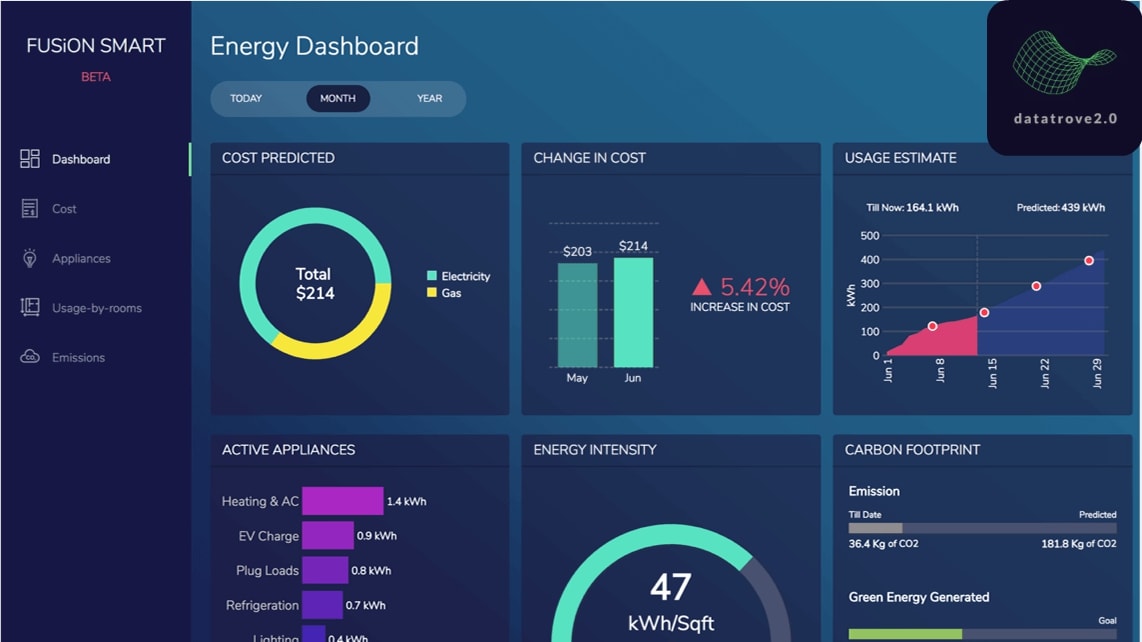 FUSiON SMART
BETA
Dashboard
Cost
Appliances
Usage-by-rooms
CO2
Emissions
Energy Dashboard
TODAY MONTH YEAR
datatrove2.0
COST PREDICTED
Total
$214
Electricity
Gas
CHANGE IN COST
$203 $214
May Jun
5.42%
INCREASE IN COST
USAGE ESTIMATE
Till Now: 164.1 kWh Predicted: 439 kWh
500
400
300
200
100
0
kWh
Jun 1 Jun 8 Jun 15 Jun 22 Jun 29
ACTIVE APPLIANCES
Heating & AC 1.4 kWh
EV Charge 0.9 kWh
Plug Loads 0.8 kWh
Refrigeration 0.7 kWh
Lighting 0.4 kWh
ENERGY INTENSITY
47
kWh/Sqft
CARBON FOOTPRINT
Emission
Till Date Predicted
36.4 Kg of CO2 181.8 Kg of CO2
Green Energy Generated
Goal